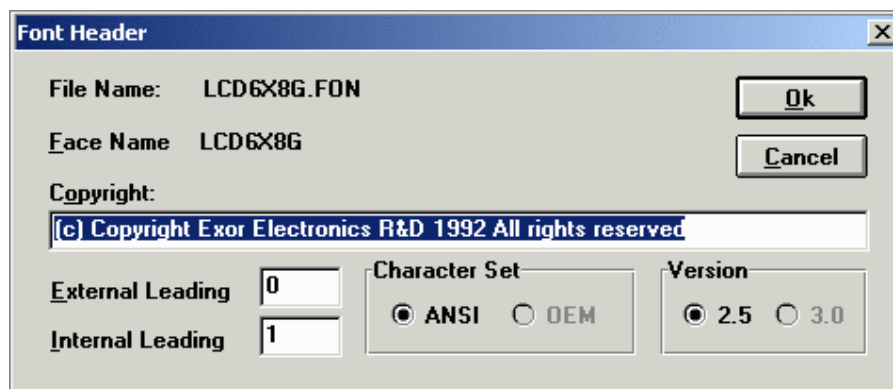 Font Header
File Name: LCD6X8G.FON
Ok
Face Name LCD6X8G
Cancel
Copyright:
(c) Copyright Exor Electronics R&D 1992 All rights reserved
External Leading 0
Internal Leading 1
Character Set
ANSI OEM
Version
2.5 3.0